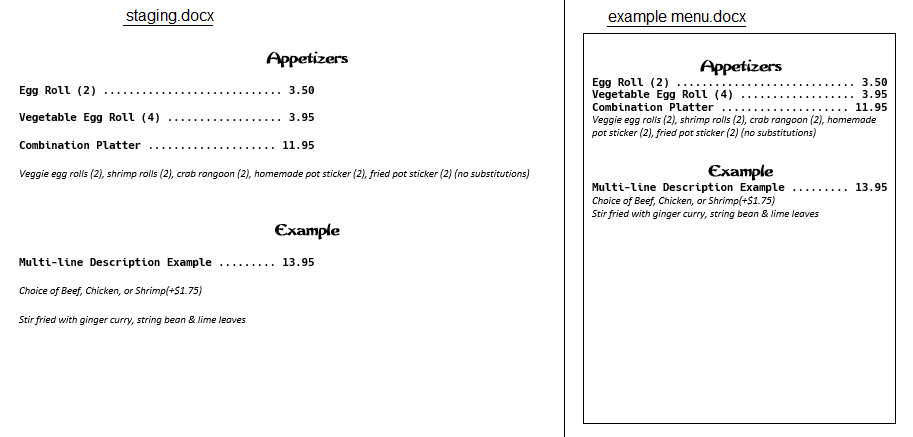 staging.docx
Appetizers
Egg Roll (2) ............................ 3.50
Vegetable Egg Roll (4) .................. 3.95
Combination Platter .................... 11.95
Veggie egg rolls (2), shrimp rolls (2), crab rangoon (2), homemade pot sticker (2), fried pot sticker (2) (no substitutions)
Example
Multi-line Description Example ......... 13.95
Choice of Beef, Chicken, or Shrimp(+$1.75)
Stir fried with ginger curry, string bean & lime leaves
example menu.docx
Appetizers
Egg Roll (2) ............................ 3.50
Vegetable Egg Roll (4) .................. 3.95
Combination Platter .................... 11.95
Veggie egg rolls (2), shrimp rolls (2), crab rangoon (2), homemade
pot sticker (2), fried pot sticker (2) (no substitutions)
Example
Multi-line Description Example ......... 13.95
Choice of Beef, Chicken, or Shrimp(+$1.75)
Stir fried with ginger curry, string bean & lime leaves